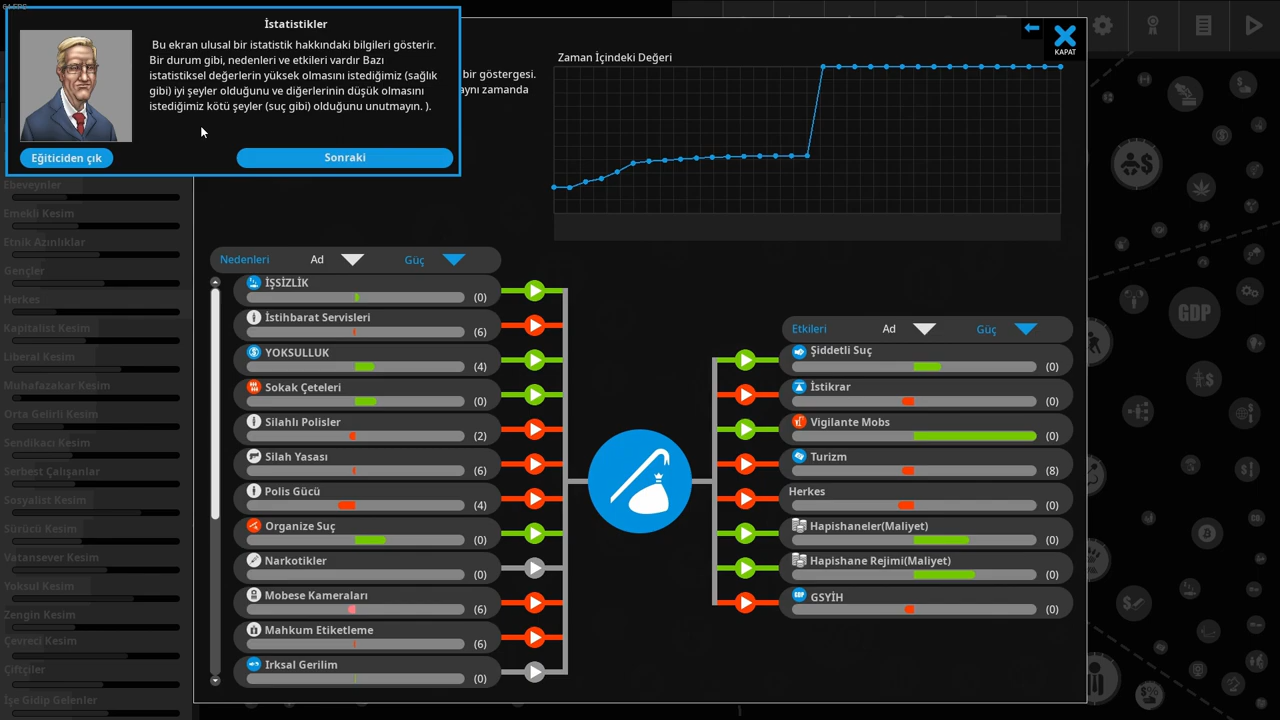 İstatistikler
Bu ekran ulusal bir istatistik hakkındaki bilgileri gösterir.
Bir durum gibi, nedenleri ve etkileri vardır Bazı
istatistiksel değerlerin yüksek olmasını istediğimiz (sağlık
gibi) iyi şeyler olduğunu ve diğerlerinin düşük olmasını
istediğimiz kötü şeyler (suç gibi) olduğunu unutmayın. ).
Eğiticiden çık
Sonraki
bir göstergesi.
aynı zamanda
Zaman İçindeki Değeri
KAPAT
Ebeveynler
Emekli Kesim
Etnik Azınlıklar
Gençler
Herkes
Kapitalist Kesim
Liberal Kesim
Muhafazakar Kesim
Orta Gelirli Kesim
Sendikacı Kesim
Serbest Çalışanlar
Sosyalist Kesim
Sürücü Kesim
Vatansever Kesim
Yoksul Kesim
Zengin Kesim
Çevreci Kesim
Çiftçiler
İşe Gidip Gelenler
Nedenleri Ad Güç
İŞSİZLİK (0)
İstihbarat Servisleri (6)
YOKSULLUK (4)
Sokak Çeteleri (0)
Silahlı Polisler (2)
Silah Yasası (6)
Polis Gücü (4)
Organize Suç (0)
Narkotikler (0)
Mobese Kameraları (6)
Mahkum Etiketleme (6)
Irksal Gerilim (0)
Etkileri Ad Güç
Şiddetli Suç (0)
İstikrar (0)
Vigilante Mobs (0)
Turizm (8)
Herkes (0)
Hapishaneler(Maliyet) (0)
Hapishane Rejimi(Maliyet) (0)
GSYİH (0)
GDP